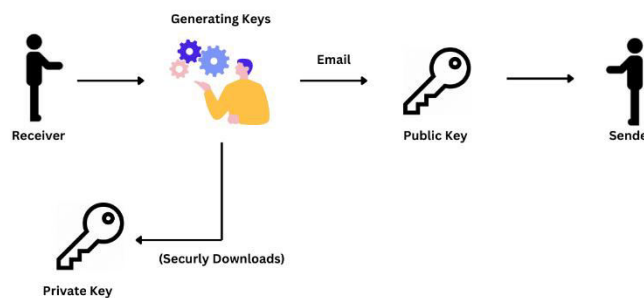 Generating Keys
Email
Receiver
Public Key
Sende
(Securly Downloads)
Private Key